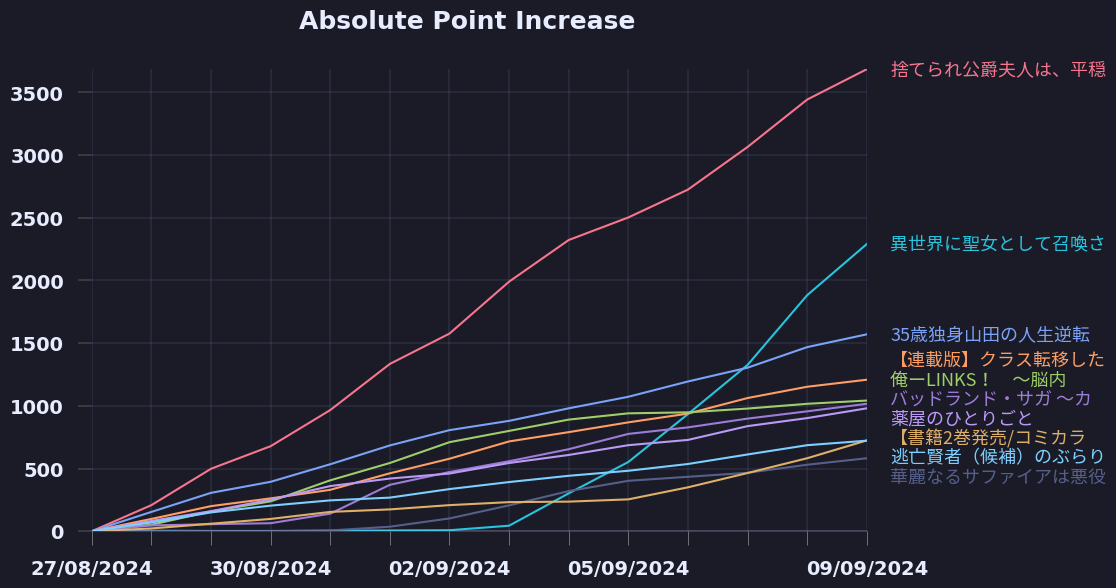 Absolute Point Increase
3500
3000
2500
2000
1500
1000
500
0
27/08/2024
30/08/2024
02/09/2024
05/09/2024
09/09/2024
捨てられ公爵夫人は、平穏
異世界に聖女として召喚さ
35歳独身山田の人生逆転
【連載版】クラス転移した
俺ーLINKS！　～脳内
バッドランド・サガ ～カ
薬屋のひとりごと
【書籍2巻発売/コミカラ
逃亡賢者（候補）のぶらり
華麗なるサファイアは悪役